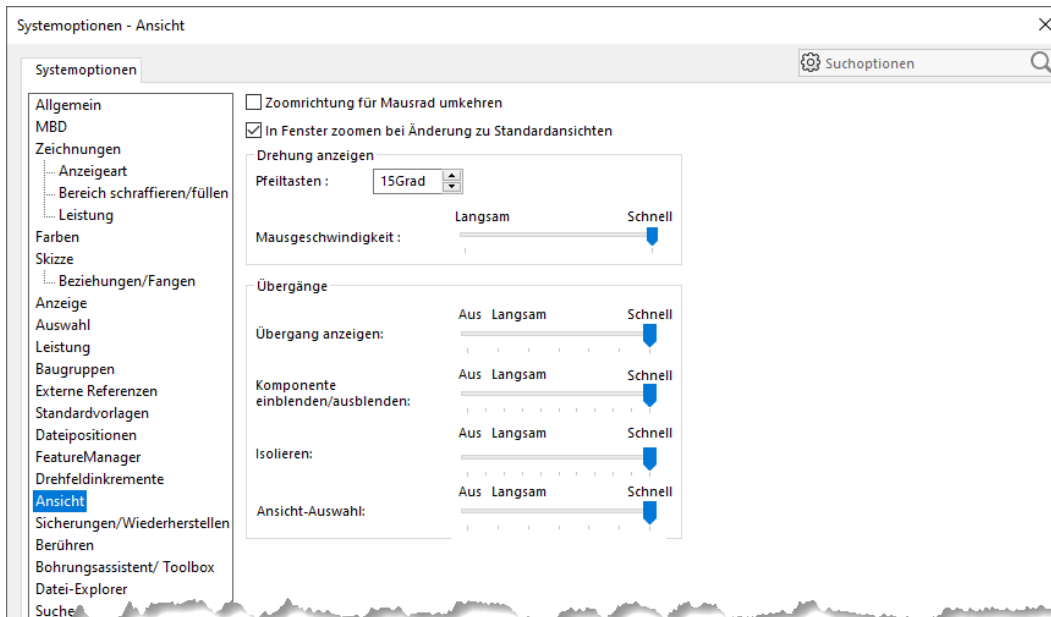 Systemoptionen - Ansicht
Systemoptionen
Suchoptionen
Allgemein
MBD
Zeichnungen
Anzeigeart
Bereich schraffieren/füllen
Leistung
Farben
Skizze
Beziehungen/Fangen
Anzeige
Auswahl
Leistung
Baugruppen
Externe Referenzen
Standardvorlagen
Dateipositionen
FeatureManager
Drehfeldinkremente
Ansicht
Sicherungen/Wiederherstellen
Berühren
Bohrungsassistent/ Toolbox
Datei-Explorer
Suche
Zoomrichtung für Mausrad umkehren
In Fenster zoomen bei Änderung zu Standardansichten
Drehung anzeigen
Pfeiltasten : 15Grad
Langsam Schnell
Mausgeschwindigkeit :
Übergänge
Aus Langsam Schnell
Übergang anzeigen:
Aus Langsam Schnell
Komponente
einblenden/ausblenden:
Aus Langsam Schnell
Isolieren:
Aus Langsam Schnell
Ansicht-Auswahl: